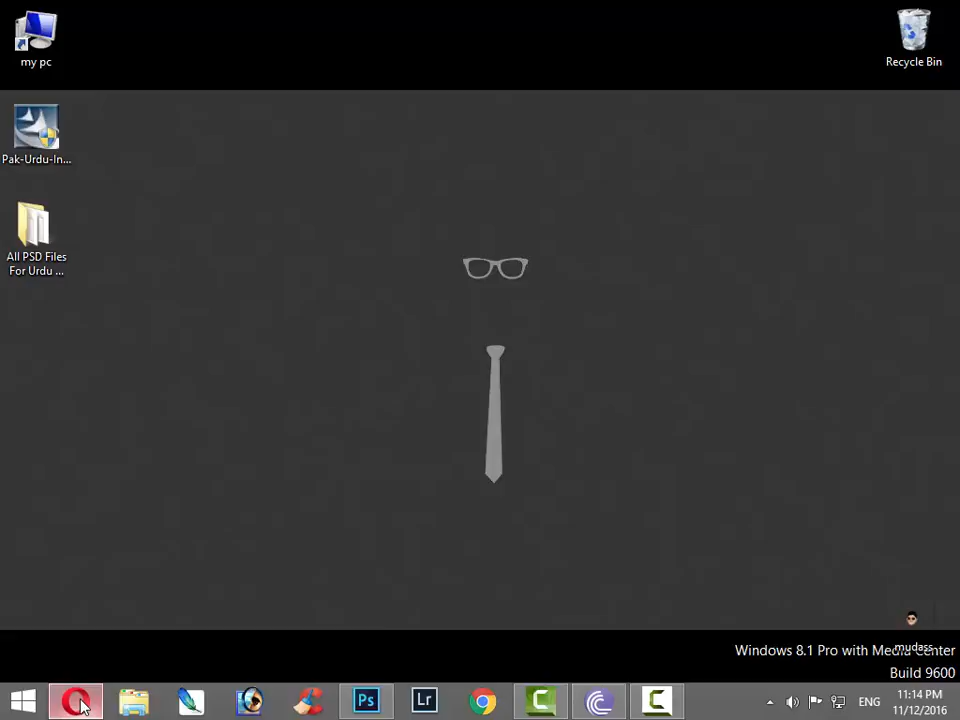 my pc
Recycle Bin
Pak-Urdu-In...
All PSD Files
For Urdu ...
mudass...
Windows 8.1 Pro with Media Center
Build 9600
Ps
Lr
ENG
11:14 PM
11/12/2016